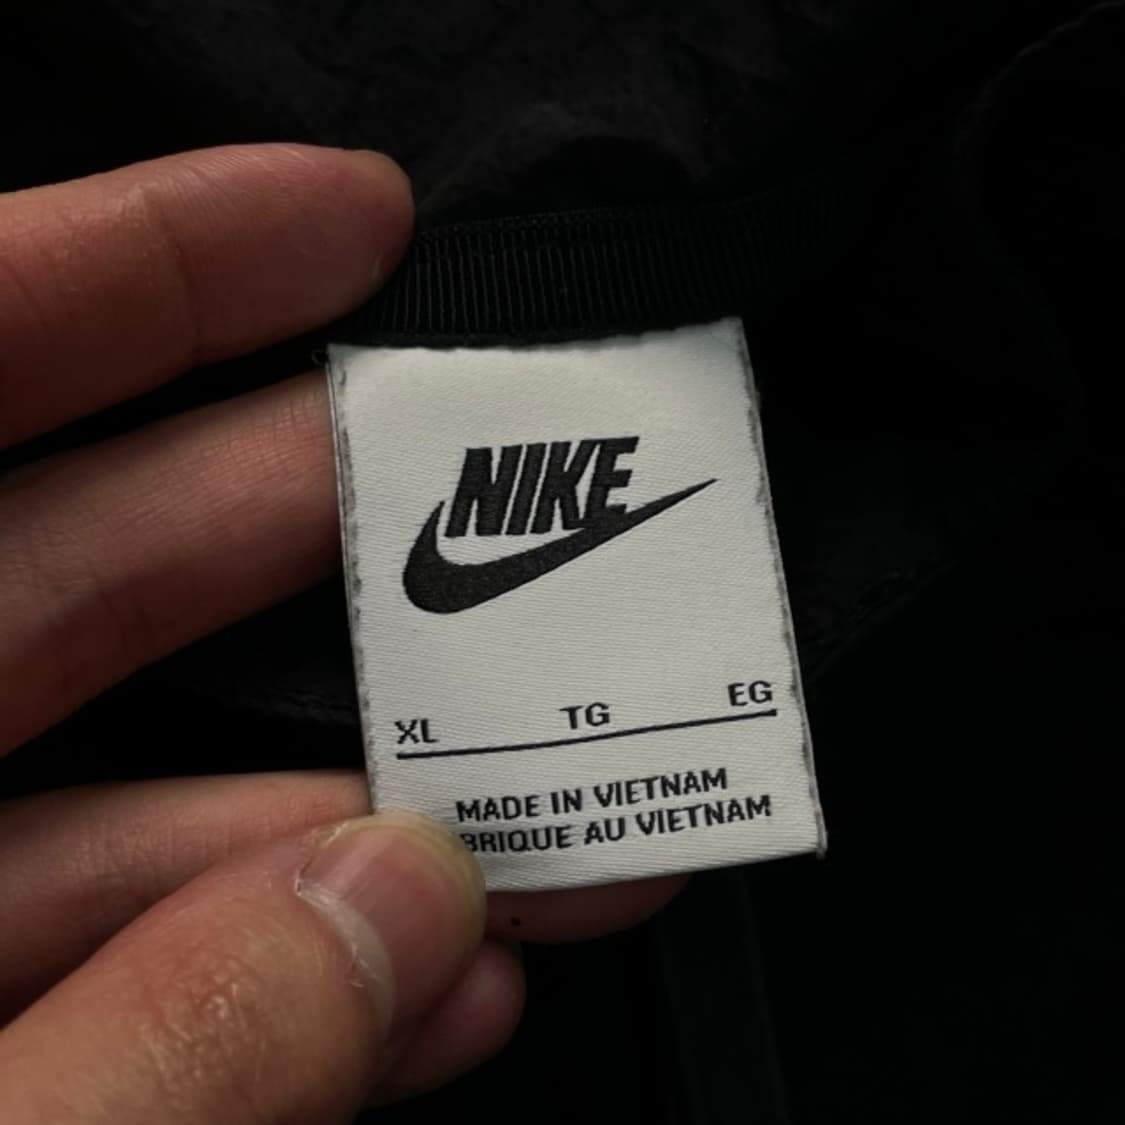 NIKE
XL TG EG
MADE IN VIETNAM
BRIQUE AU VIETNAM